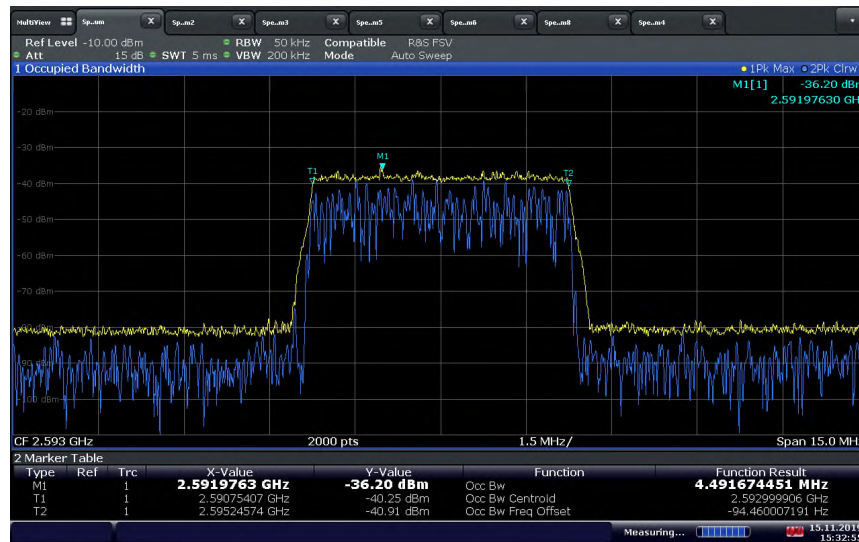 MultiView Sp..um X Sp..m2 X Spe..m3 X Spe..m5 X Spe..m6 X Spe..m8 X Spe..m4 X
Ref Level -10.00 dBm RBW 50 kHz Compatible R&S FSV
Att 15 dB SWT 5 ms VBW 200 kHz Mode Auto Sweep
1 Occupied Bandwidth 1Pk Max 2Pk Clrw
M1[1] -36.20 dBr
2.59197630 GH
-20 dBm
-30 dBm
M1
T1 T2
-40 dBm
-50 dBm
-60 dBm
-70 dBm
-90 dBm
-100 dBm
CF 2.593 GHz 2000 pts 1.5 MHz/ Span 15.0 MH
2 Marker Table
Type Ref Trc X-Value Y-Value Function Function Result
M1 1 2.5919763 GHz -36.20 dBm Occ Bw 4.491674451 MHz
T1 1 2.59075407 GHz -40.25 dBm Occ Bw Centroid 2.592999906 GHz
T2 1 2.59524574 GHz -40.91 dBm Occ Bw Freq Offset -94.460007191 Hz
Measuring... 15.11.2019
15:32:55